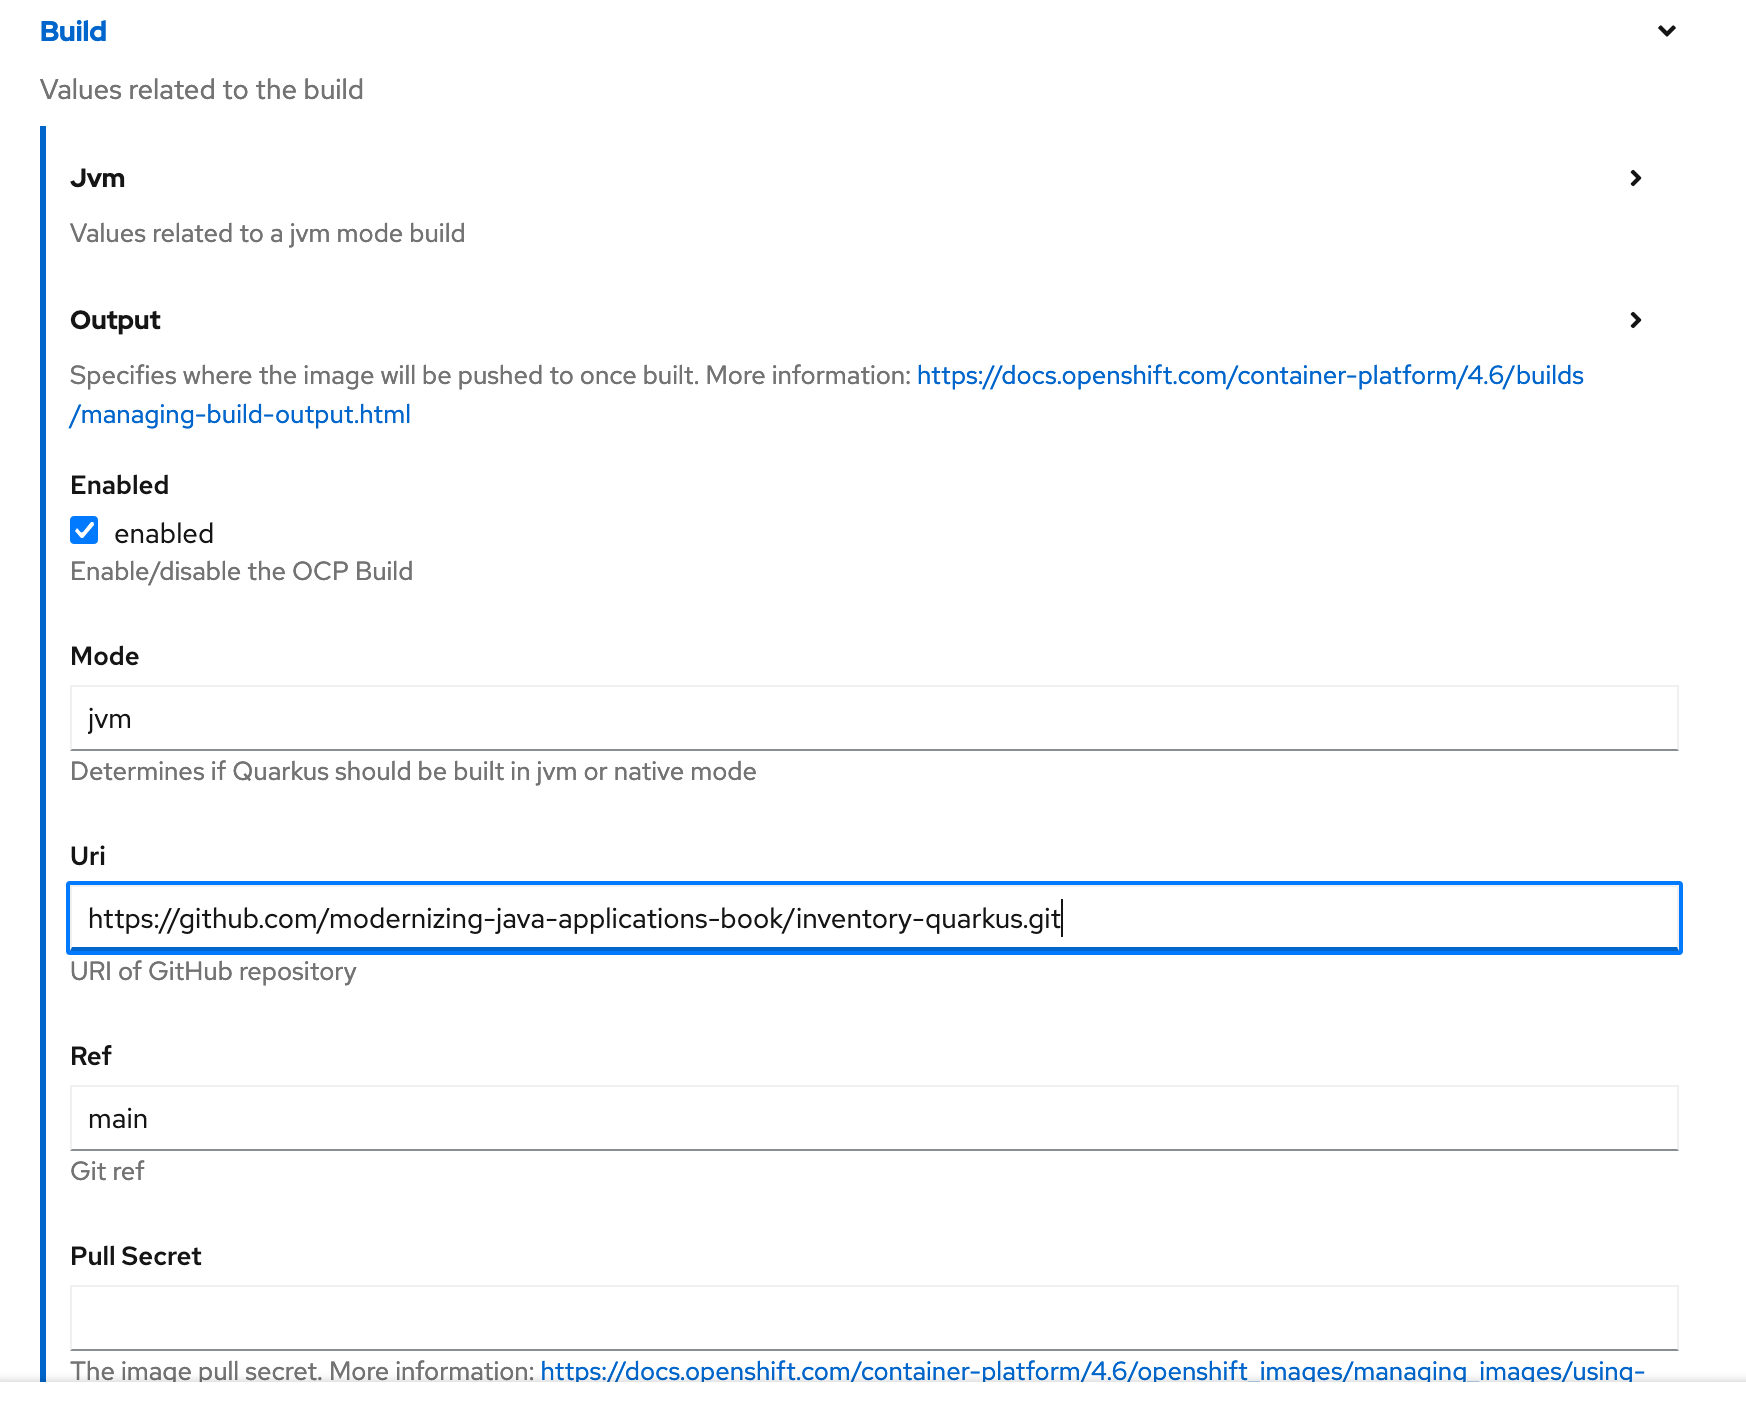 Build
Values related to the build
Jvm
Values related to a jvm mode build
Output
Specifies where the image will be pushed to once built. More information: https://docs.openshift.com/container-platform/4.6/builds
/managing-build-output.html
Enabled
enabled
Enable/disable the OCP Build
Mode
jvm
Determines if Quarkus should be built in jvm or native mode
Uri
https://github.com/modernizing-java-applications-book/inventory-quarkus.git
URI of GitHub repository
Ref
main
Git ref
Pull Secret
The image pull secret. More information: https://docs.openshift.com/container-platform/4.6/openshift_images/managing_images/using-